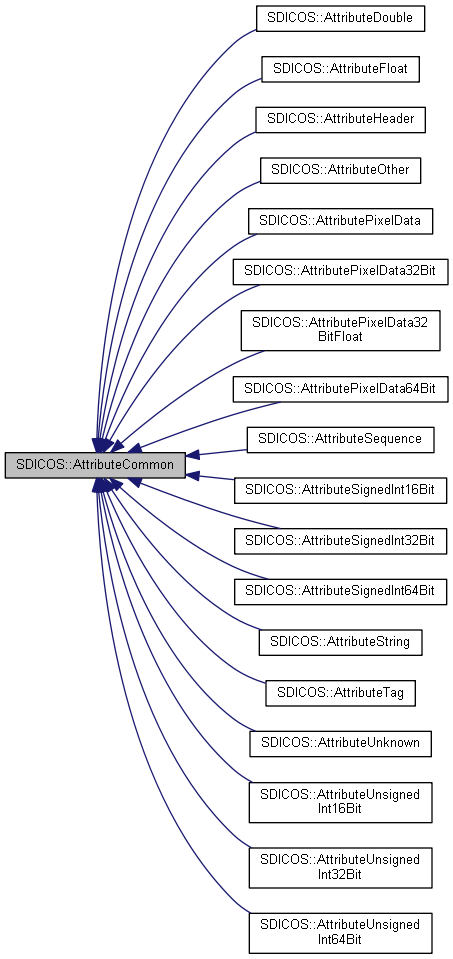 SDICOS::AttributeDouble
SDICOS::AttributeFloat
SDICOS::AttributeHeader
SDICOS::AttributeOther
SDICOS::AttributePixelData
SDICOS::AttributePixelData32Bit
SDICOS::AttributePixelData32
BitFloat
SDICOS::AttributePixelData64Bit
SDICOS::AttributeSequence
SDICOS::AttributeCommon
SDICOS::AttributeSignedInt16Bit
SDICOS::AttributeSignedInt32Bit
SDICOS::AttributeSignedInt64Bit
SDICOS::AttributeString
SDICOS::AttributeTag
SDICOS::AttributeUnknown
SDICOS::AttributeUnsigned
Int16Bit
SDICOS::AttributeUnsigned
Int32Bit
SDICOS::AttributeUnsigned
Int64Bit